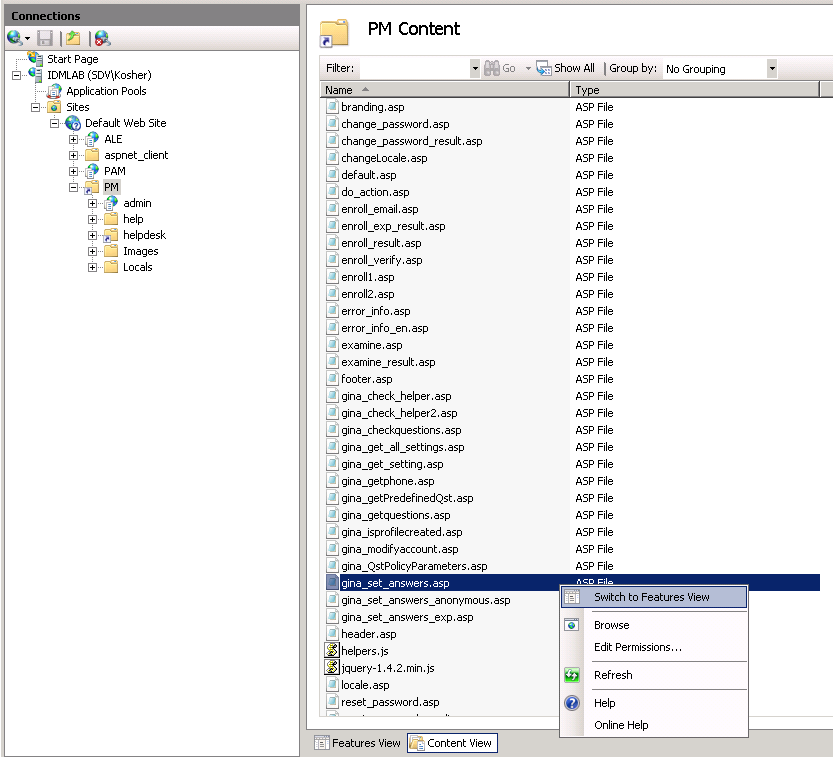 Connections
Start Page
IDMLAB (SDV\Kosher)
Application Pools
Sites
Default Web Site
ALE
aspnet_client
PAM
PM
admin
help
helpdesk
Images
Locals
PM Content
Filter: Go Show All Group by: No Grouping
Name Type
branding.asp ASP File
change_password.asp ASP File
change_password_result.asp ASP File
changeLocale.asp ASP File
default.asp ASP File
do_action.asp ASP File
enroll_email.asp ASP File
enroll_exp_result.asp ASP File
enroll_result.asp ASP File
enroll_verify.asp ASP File
enroll1.asp ASP File
enroll2.asp ASP File
error_info.asp ASP File
error_info_en.asp ASP File
examine.asp ASP File
examine_result.asp ASP File
footer.asp ASP File
gina_check_helper.asp ASP File
gina_check_helper2.asp ASP File
gina_checkquestions.asp ASP File
gina_get_all_settings.asp ASP File
gina_get_setting.asp ASP File
gina_getphone.asp ASP File
gina_getPredefinedQst.asp ASP File
gina_getquestions.asp ASP File
gina_isprofilecreated.asp ASP File
gina_modifyaccount.asp ASP File
gina_QstPolicyParameters.asp ASP File
gina_set_answers.asp ASP File
gina_set_answers_anonymous.asp
gina_set_answers_exp.asp
header.asp
helpers.js
jquery-1.4.2.min.js
locale.asp
reset_password.asp
Switch to Features View
Browse
Edit Permissions...
Refresh
Help
Online Help
Features View Content View